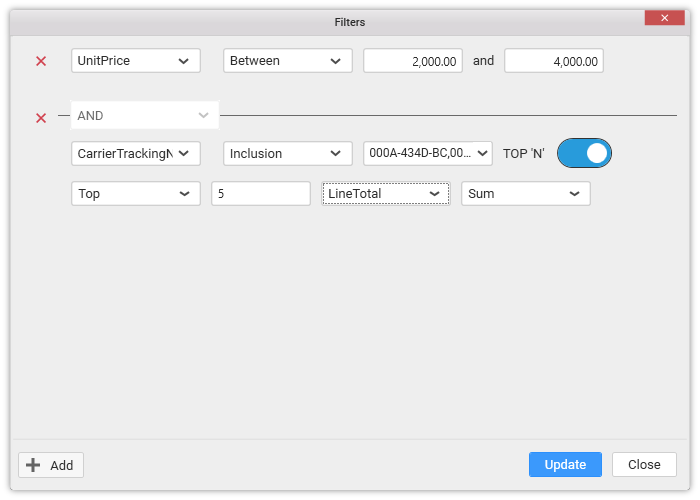 Filters
UnitPrice Between 2,000.00 and 4,000.00
AND
CarrierTrackingN Inclusion 000A-434D-BC,00... TOP 'N'
Top 5 LineTotal Sum
Add Update Close